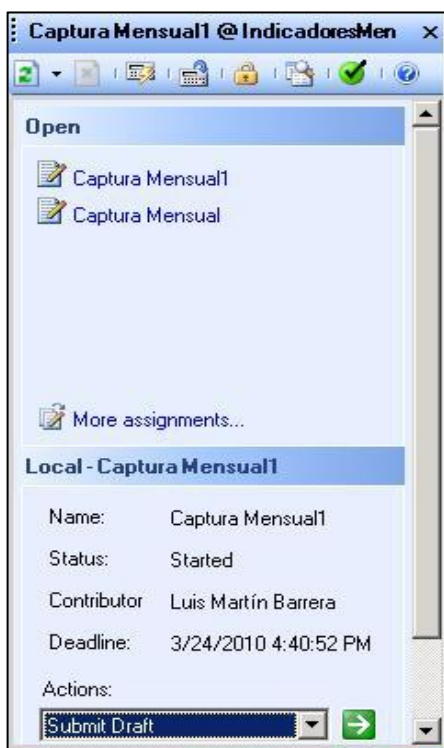 Captura Mensual1 @ IndicadoresMen
Open
Captura Mensual1
Captura Mensual
More assignments...
Local - Captura Mensual1
Name: Captura Mensual1
Status: Started
Contributor Luis Martín Barrera
Deadline: 3/24/2010 4:40:52 PM
Actions:
Submit Draft